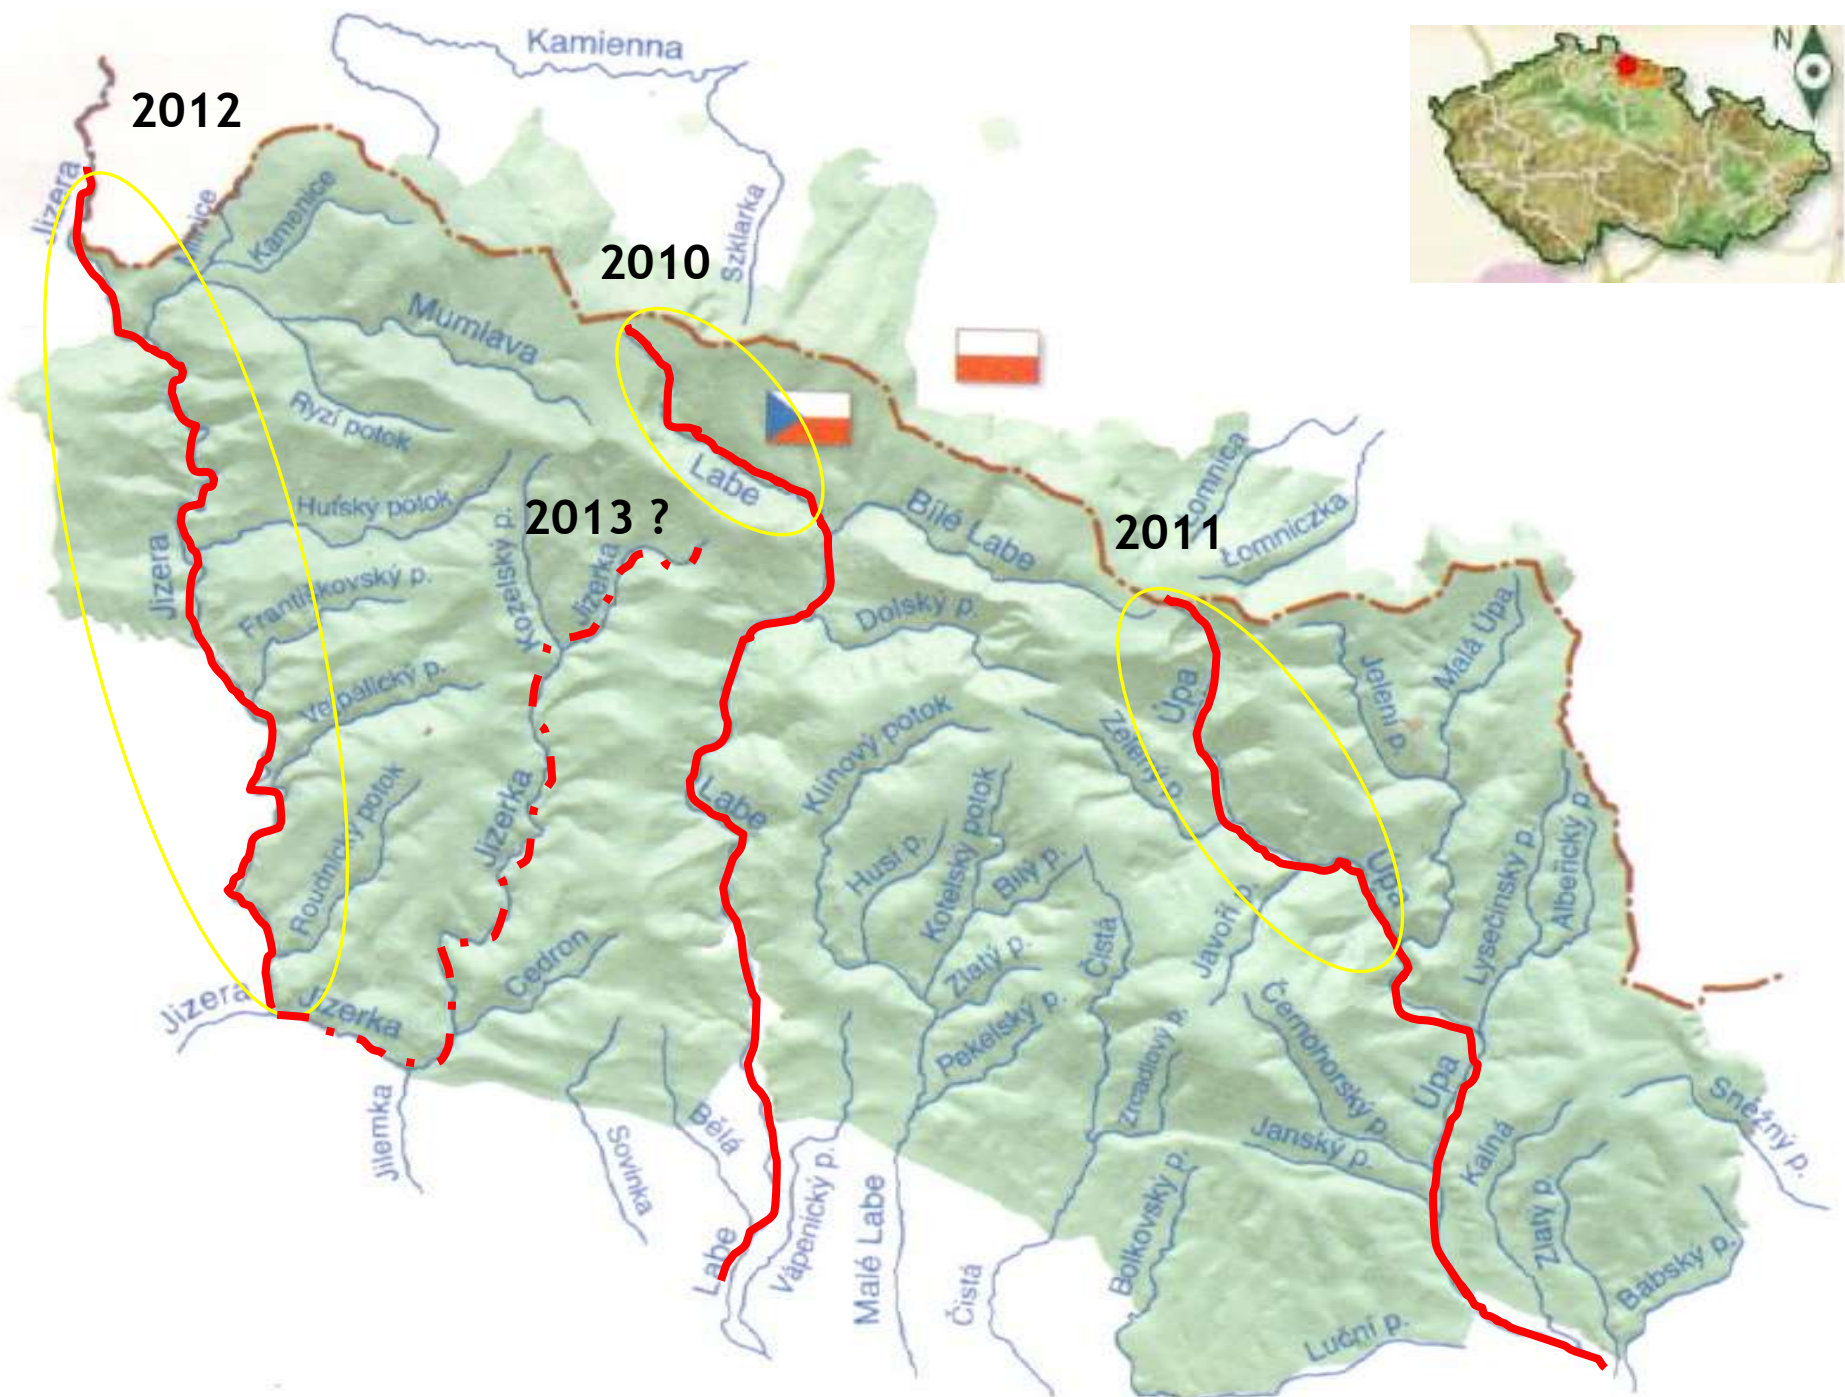 Kamienna
N
2012
Jizera
Kamenice
Szklarka
2010
Mumlava
Ryzí potok
Labe
Huťský potok
2013 ?
Kozelský p.
Jizerka
Jizera
Františkovský p.
Bílé Labe
2011
Łomnica
Łomniczka
Dolský p.
Malá Úpa
Jelení p.
Úpa
Vejpalický p.
Klínový potok
Zelený p.
Jizerka
Labe
Roudnický potok
Husí p.
Kotelský potok
Bílý p.
Úpa
Lysečinský p.
Albeřický p.
Cedron
Zlatý p.
Čistá
Javoří p.
Jizera
Jizerka
Pekelský p.
Zrcadlový p.
Černohorský p.
Úpa
Sněžný p.
Jilemka
Sovinka
Bělá
Janský p.
Kalná
Labe
Vápenický p.
Malé Labe
Čistá
Bolkovský p.
Zlatý p.
Babský p.
Luční p.